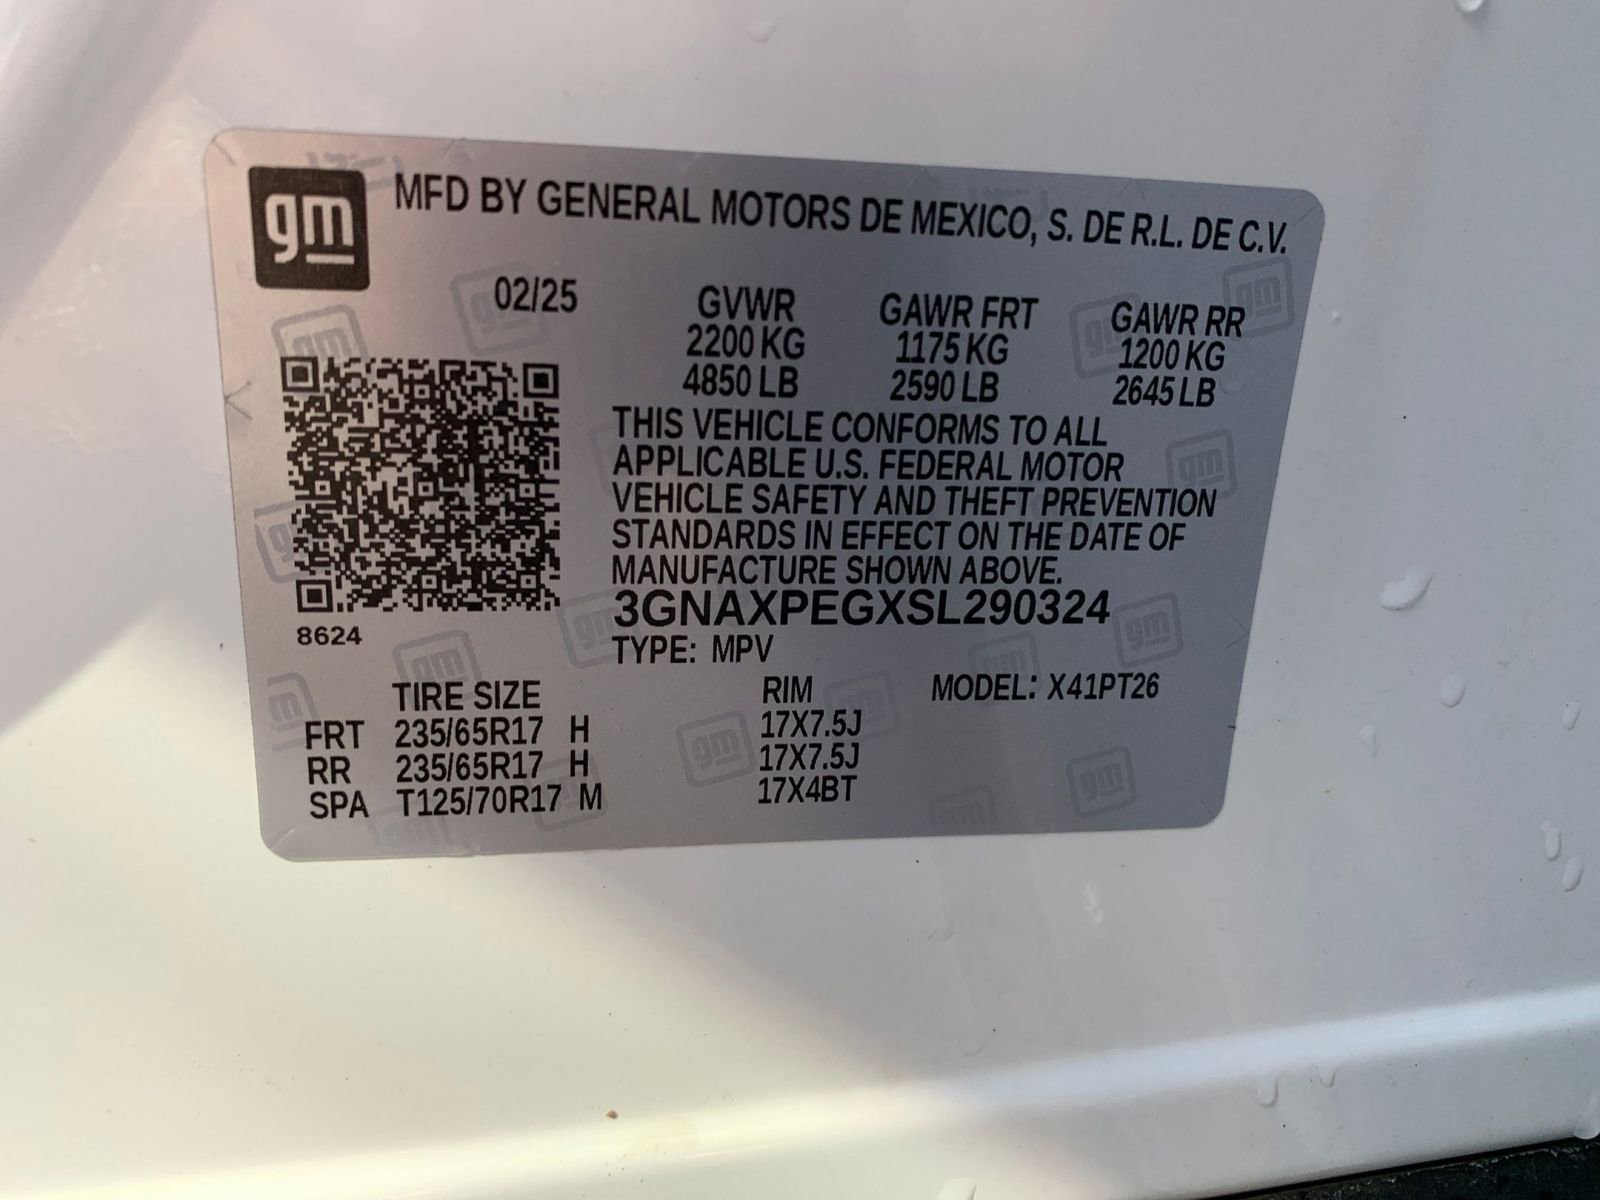 gm MFD BY GENERAL MOTORS DE MEXICO, S. DE R.L. DE C.V.
02/25 GVWR GAWR FRT GAWR RR
2200 KG 1175 KG 1200 KG
4850 LB 2590 LB 2645 LB
THIS VEHICLE CONFORMS TO ALL
APPLICABLE U.S. FEDERAL MOTOR
VEHICLE SAFETY AND THEFT PREVENTION
STANDARDS IN EFFECT ON THE DATE OF
MANUFACTURE SHOWN ABOVE.
3GNAXPEGXSL290324
8624
TYPE: MPV
TIRE SIZE RIM MODEL: X41PT26
FRT 235/65R17 H 17X7.5J
RR 235/65R17 H 17X7.5J
SPA T125/70R17 M 17X4BT